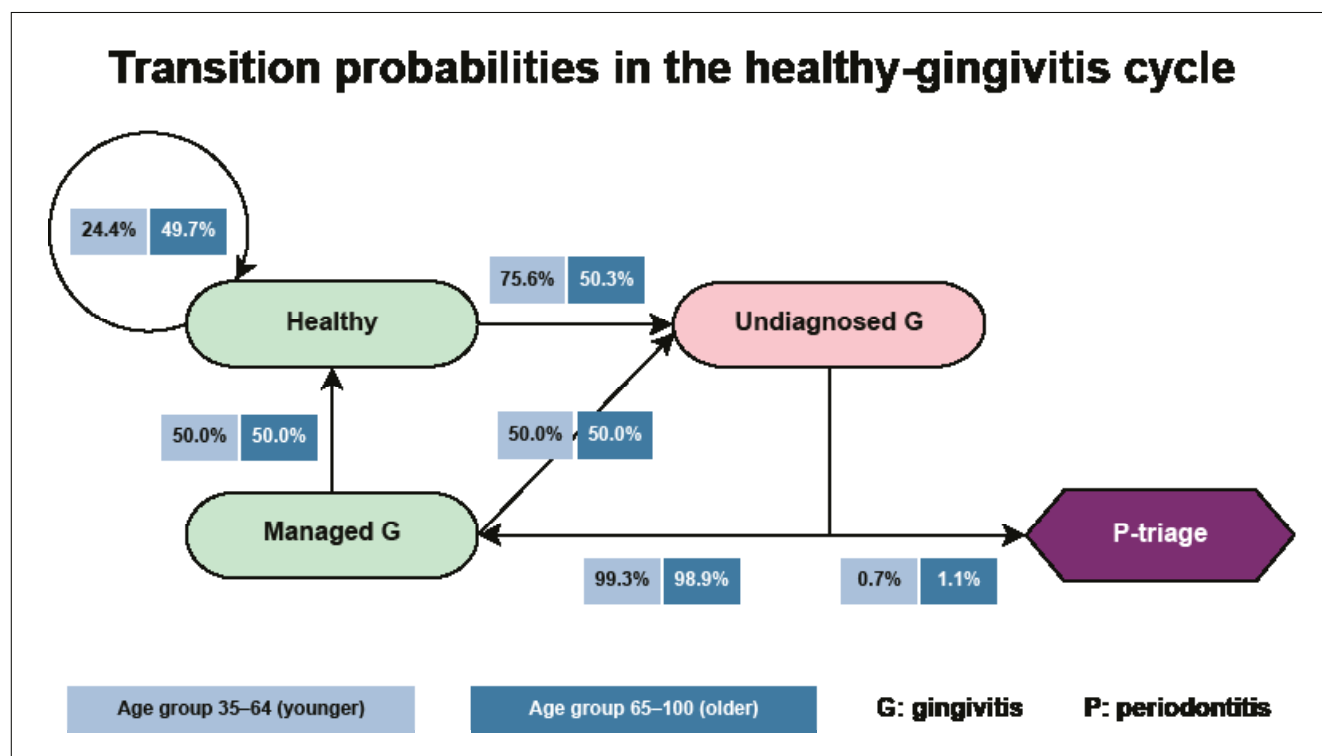 Transition probabilities in the healthy-gingivitis cycle
24.4% 49.7%
75.6% 50.3%
Healthy
Undiagnosed G
50.0% 50.0%
50.0% 50.0%
Managed G
P-triage
99.3% 98.9%
0.7% 1.1%
Age group 35–64 (younger)
Age group 65–100 (older)
G: gingivitis
P: periodontitis